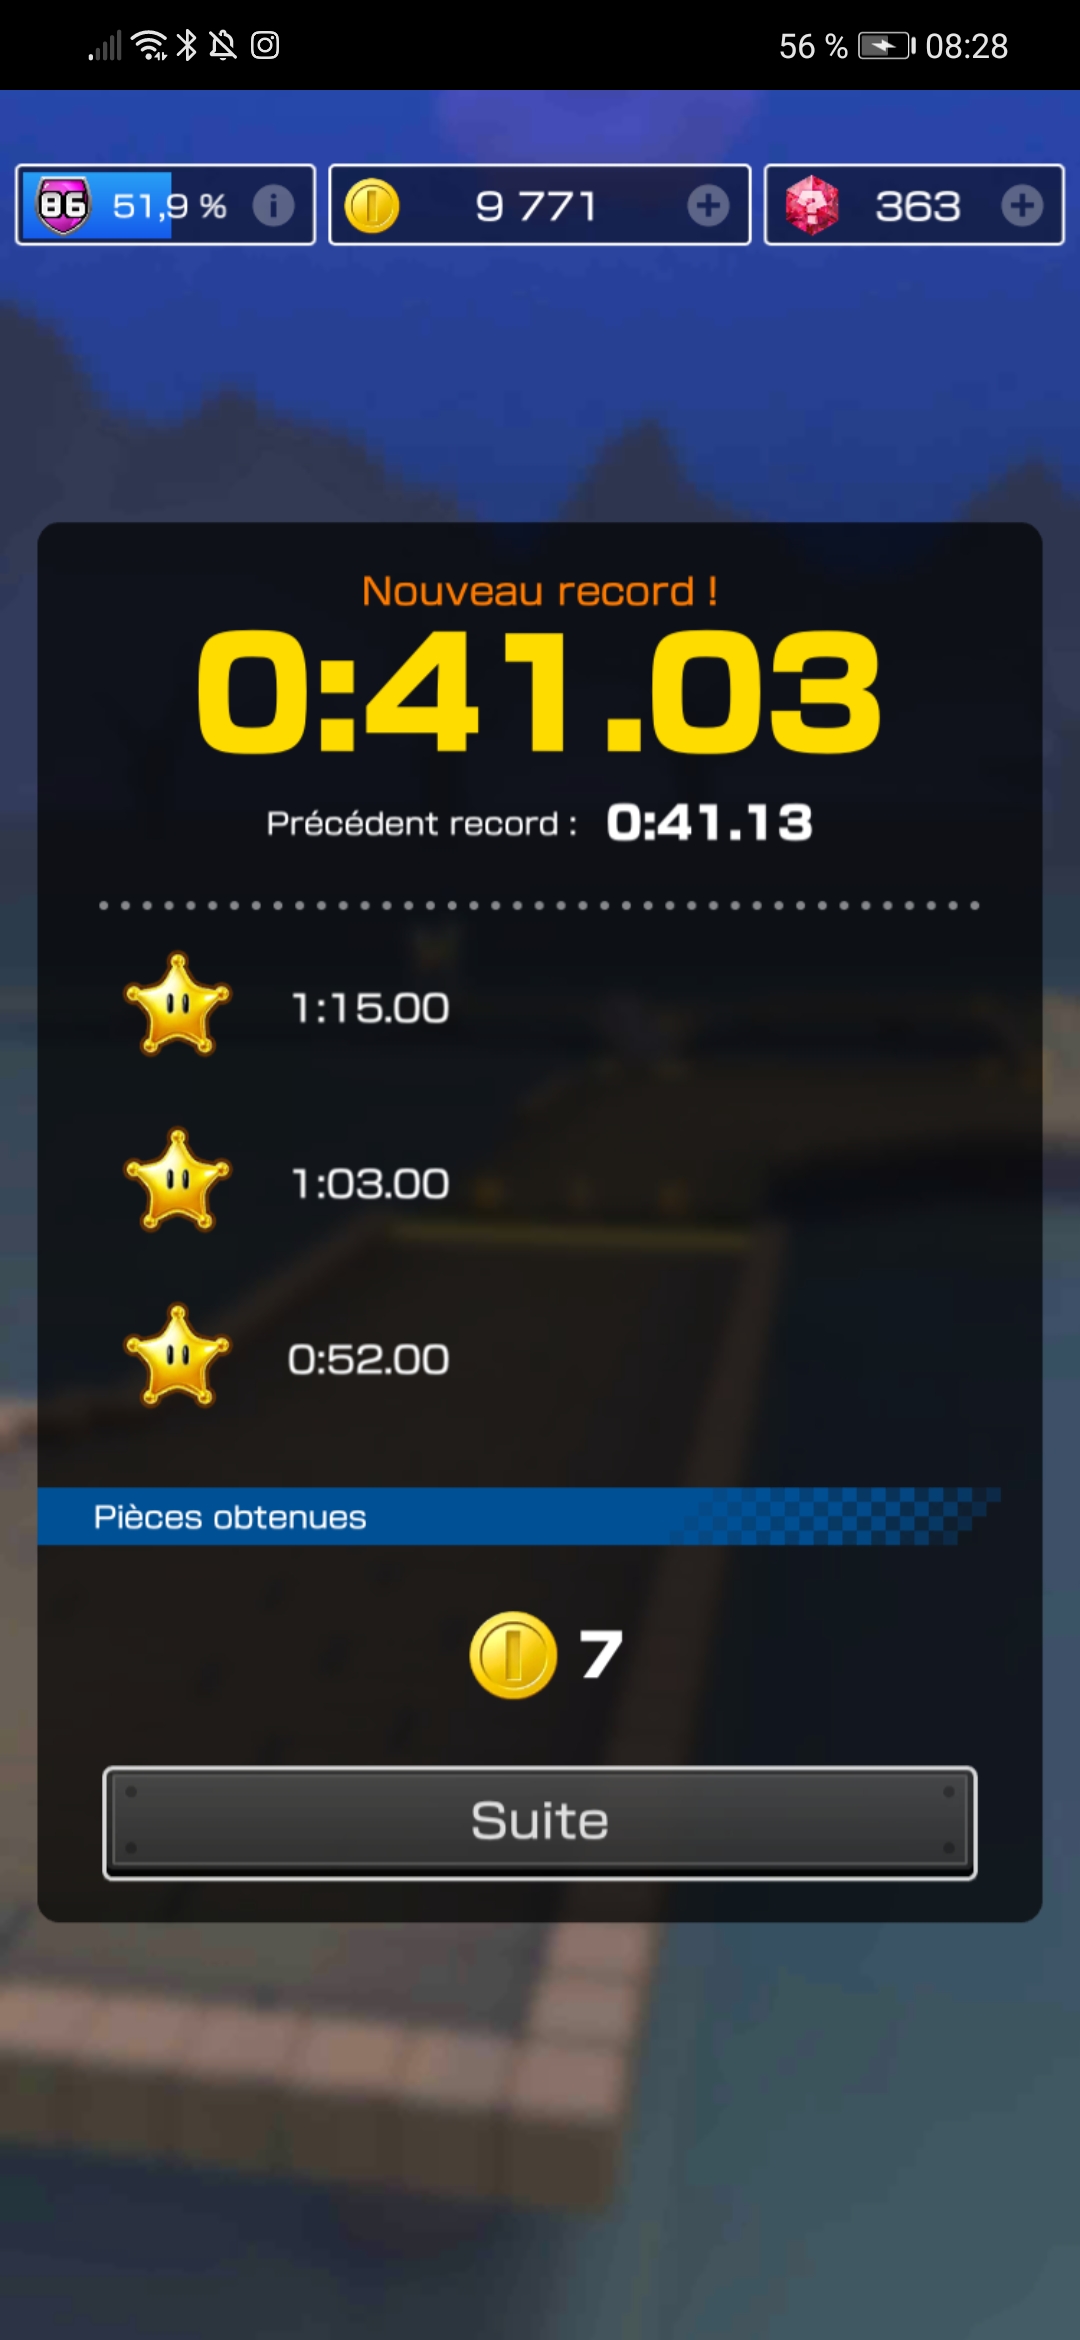 56 % 08:28
86 51,9 % i 9 771 + ? 363 +
Nouveau record !
0:41.03
Précédent record : 0:41.13
1:15.00
1:03.00
0:52.00
Pièces obtenues
7
Suite